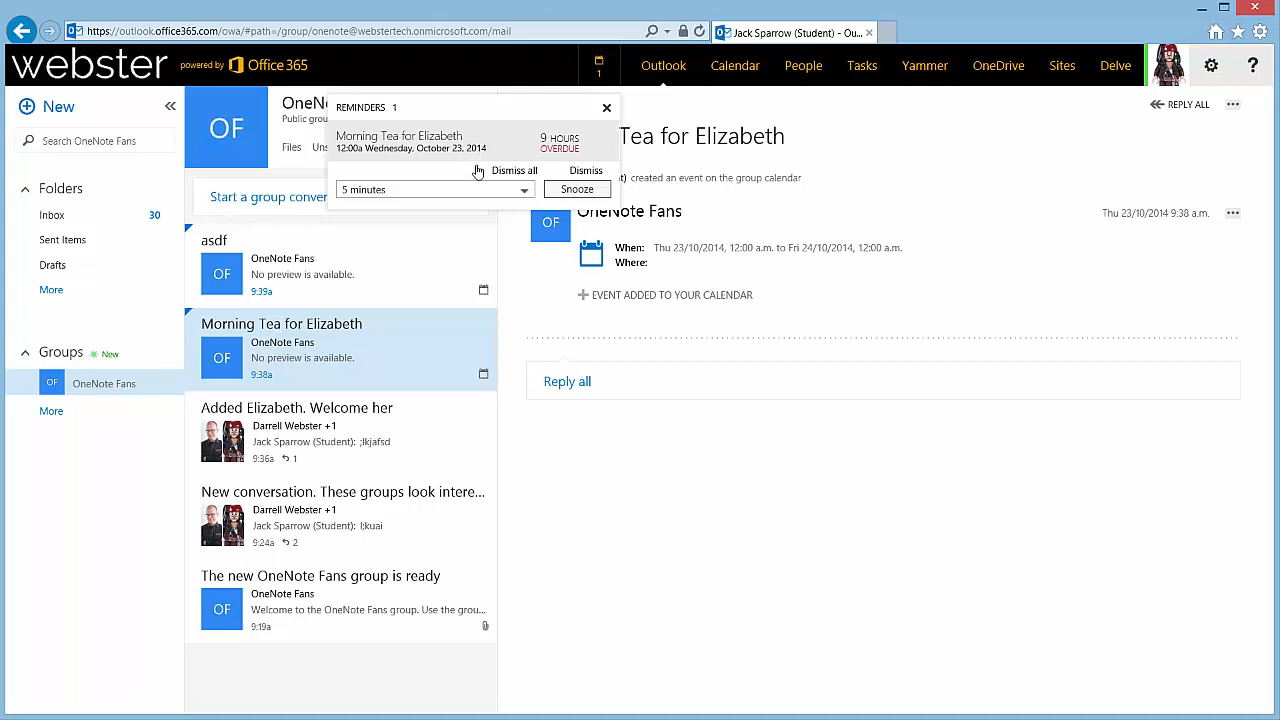 https://outlook.office365.com/owa/#path=/group/onenote@webstertech.onmicrosoft.com/mail
Jack Sparrow (Student) - Ou...
webster powered by Office 365
1
Outlook Calendar People Tasks Yammer OneDrive Sites Delve ?
New
Search OneNote Fans
Folders
Inbox 30
Sent Items
Drafts
More
Groups New
OF OneNote Fans
More
OF
OneNo
Public grou
Files Uns
Start a group conver
REMINDERS 1
Morning Tea for Elizabeth
12:00a Wednesday, October 23, 2014
9 HOURS
OVERDUE
Dismiss all Dismiss
5 minutes Snooze
asdf
OF
OneNote Fans
No preview is available.
9:39a
Morning Tea for Elizabeth
OF
OneNote Fans
No preview is available.
9:38a
Added Elizabeth. Welcome her
Darrell Webster +1
Jack Sparrow (Student): ;lkjafsd
9:36a 1
New conversation. These groups look intere...
Darrell Webster +1
Jack Sparrow (Student): l;kuai
9:24a 2
The new OneNote Fans group is ready
OF
OneNote Fans
Welcome to the OneNote Fans group. Use the grou...
9:19a
REPLY ALL ...
Tea for Elizabeth
created an event on the group calendar
OF
OneNote Fans
Thu 23/10/2014 9:38 a.m. ...
When: Thu 23/10/2014, 12:00 a.m. to Fri 24/10/2014, 12:00 a.m.
Where:
EVENT ADDED TO YOUR CALENDAR
Reply all